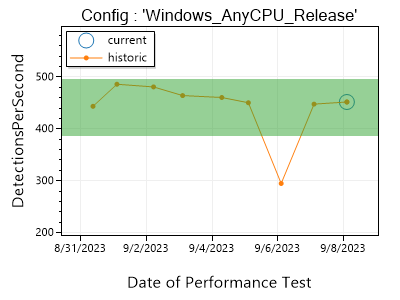 Config : 'Windows_AnyCPU_Release'
current
historic
DetectionsPerSecond
500
400
300
200
8/31/2023 9/2/2023 9/4/2023 9/6/2023 9/8/2023
Date of Performance Test